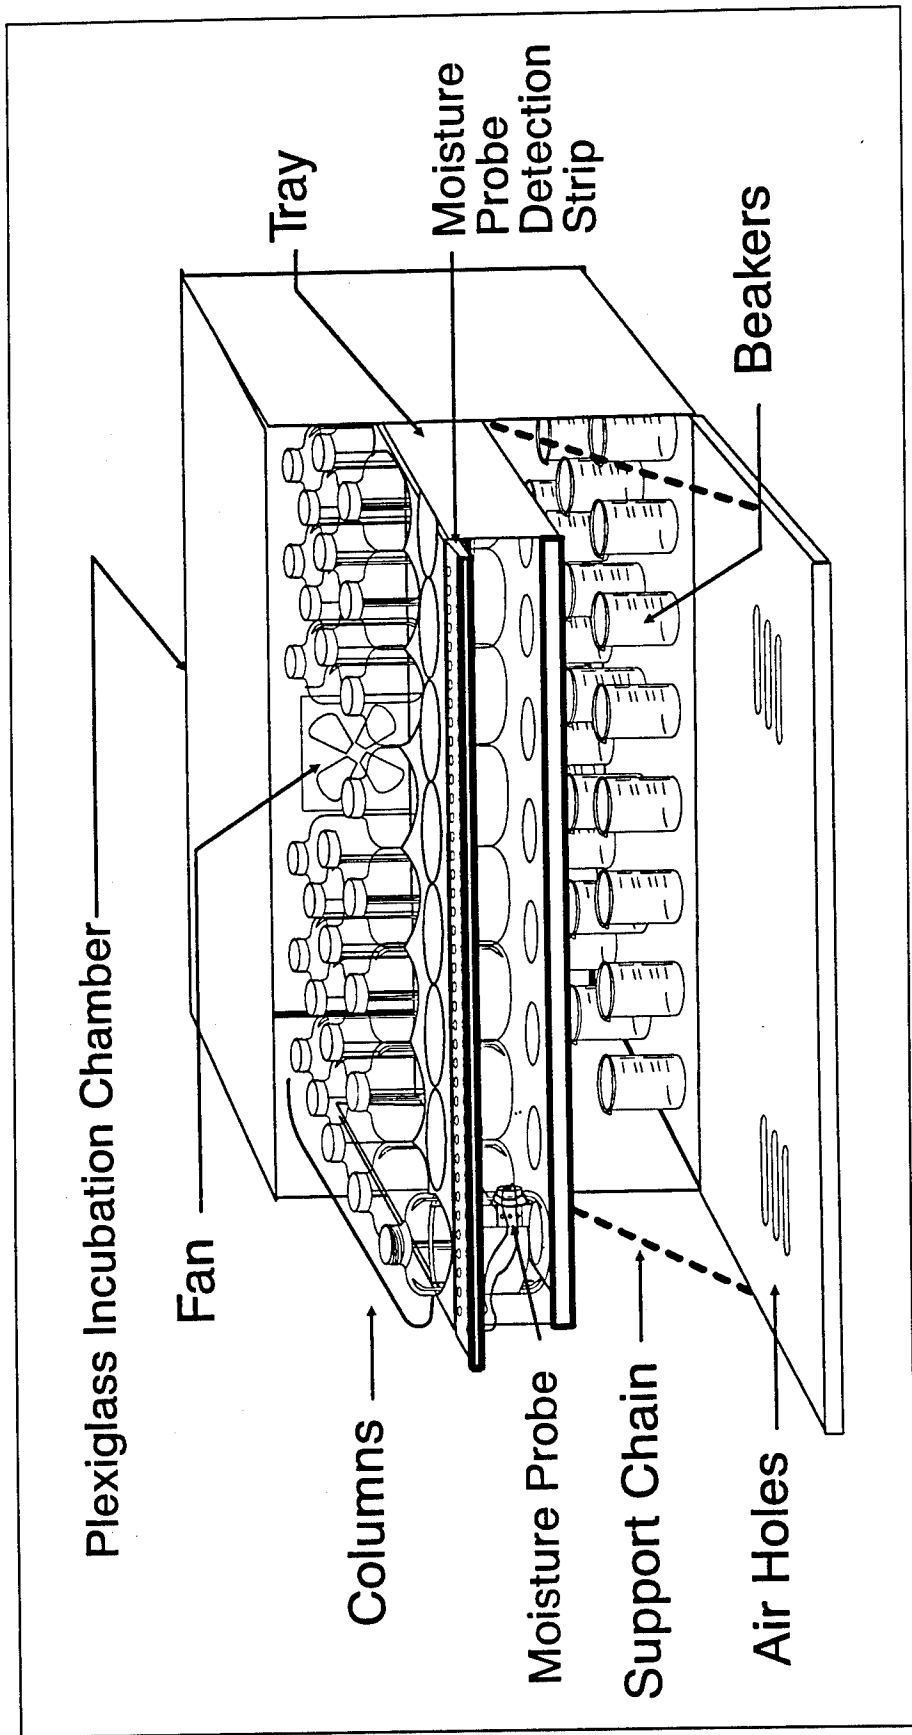 Plexiglass Incubation Chamber
Fan
Tray
Columns
Moisture
Probe
Detection
Strip
Moisture Probe
Support Chain
Beakers
Air Holes